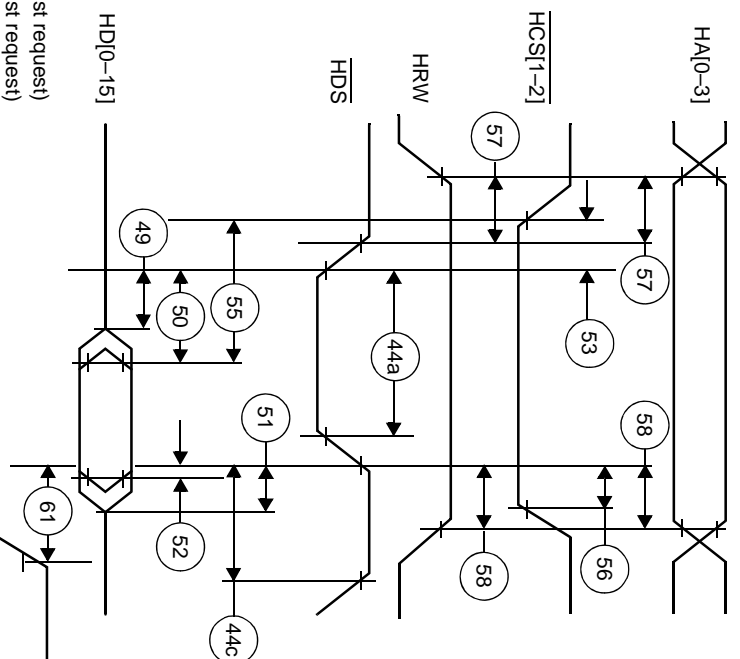 HA[0–3]
57
57
53
58
58
HCS[1–2]
56
HRW
44a
HDS
55
50
49
51
52
44c
61
HD[0–15]
st request)
st request)